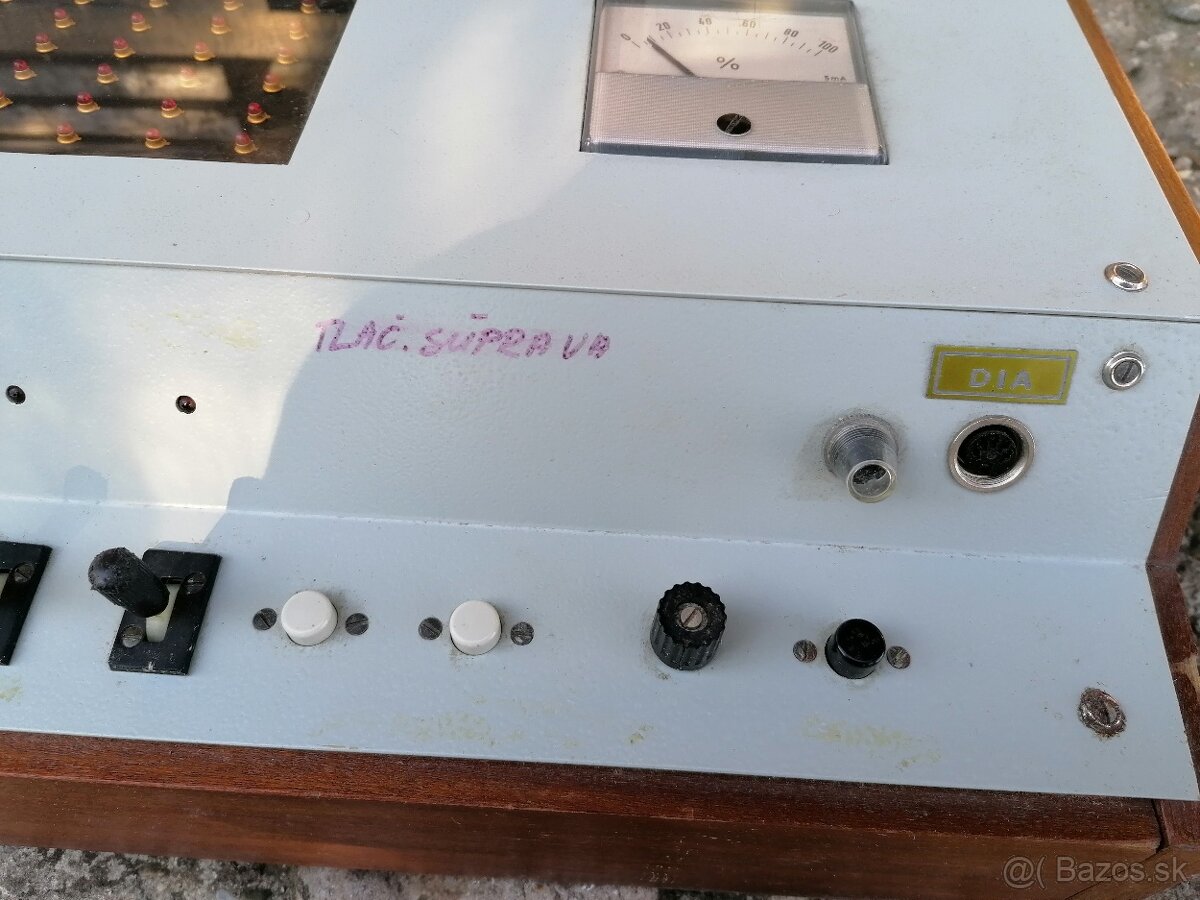 0 20 40 60 80 100
%
5mA
TLAČ. SÚPRAVA
DIA
@( Bazos.sk